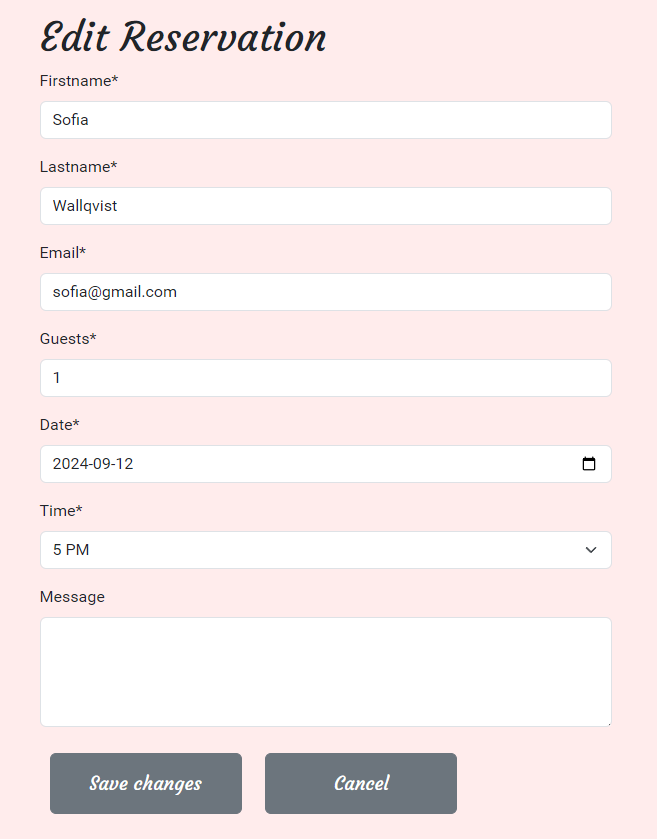 Edit Reservation
Firstname*
Sofia
Lastname*
Wallqvist
Email*
sofia@gmail.com
Guests*
1
Date*
2024-09-12
Time*
5 PM
Message
Save changes
Cancel